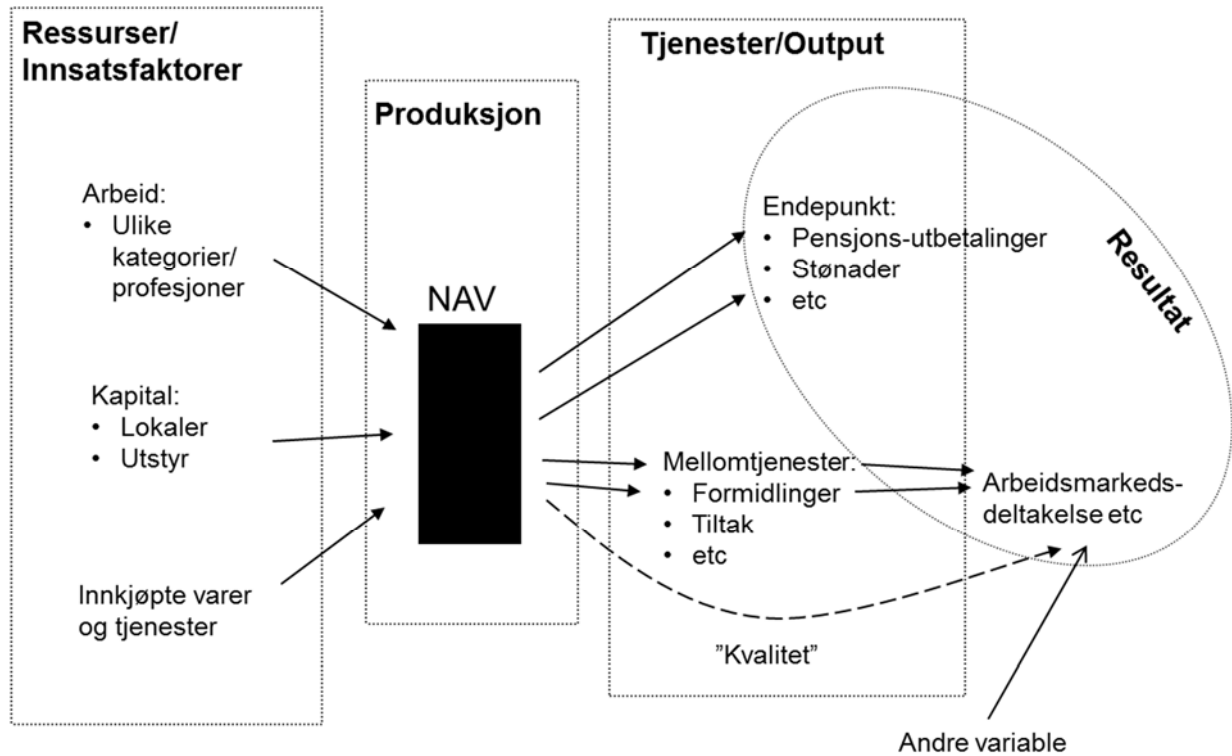 Ressurser/
Innsatsfaktorer
Arbeid:
• Ulike
kategorier/
profesjoner
Kapital:
• Lokaler
• Utstyr
Innkjøpte varer
og tjenester
Produksjon
NAV
Tjenester/Output
Endepunkt:
• Pensjons-utbetalinger
• Stønader
• etc
Mellomtjenester:
• Formidlinger
• Tiltak
• etc
"Kvalitet"
Resultat
Arbeidsmarkeds-
deltakelse etc
Andre variable